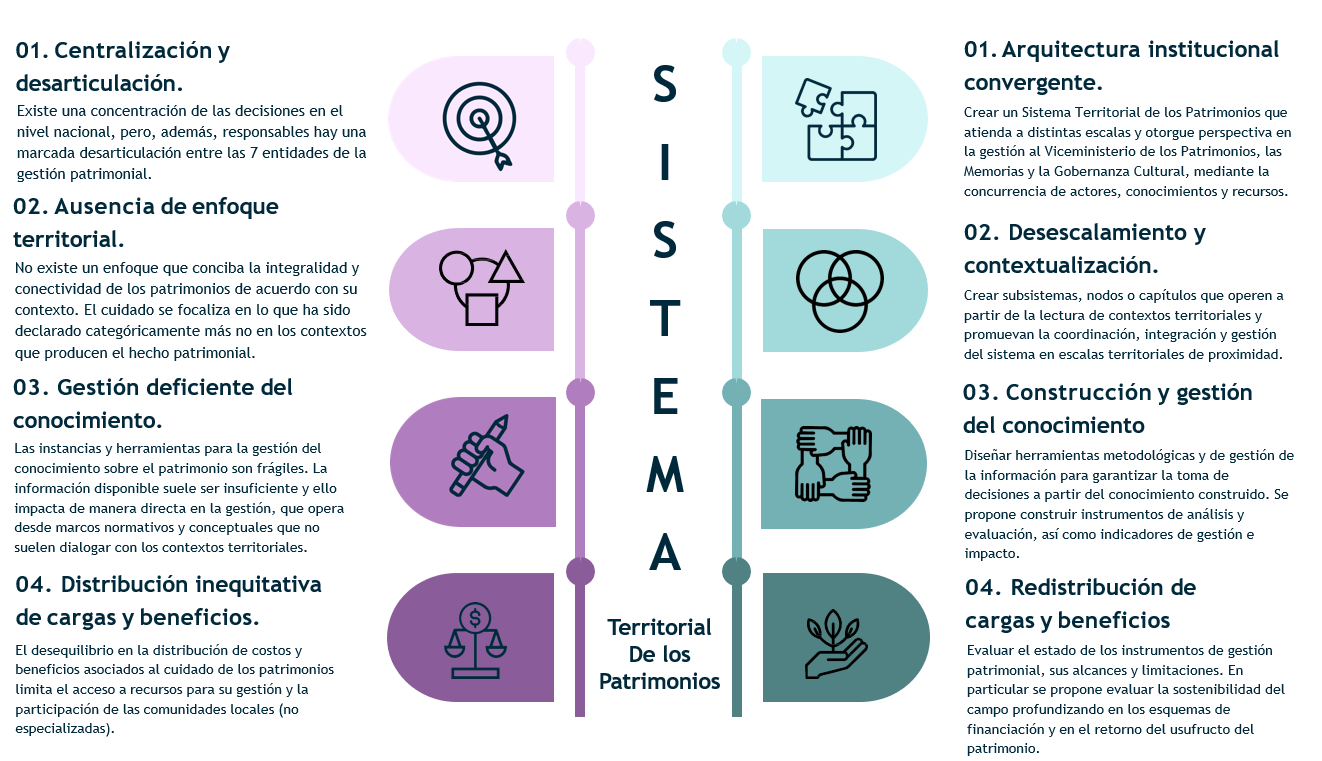 01. Centralización y
desarticulación.
Existe una concentración de las decisiones en el
nivel nacional, pero, además, responsables hay una
marcada desarticulación entre las 7 entidades de la
gestión patrimonial.
02. Ausencia de enfoque
territorial.
No existe un enfoque que conciba la integralidad y
conectividad de los patrimonios de acuerdo con su
contexto. El cuidado se focaliza en lo que ha sido
declarado categóricamente más no en los contextos
que producen el hecho patrimonial.
03. Gestión deficiente del
conocimiento.
Las instancias y herramientas para la gestión del
conocimiento sobre el patrimonio son frágiles. La
información disponible suele ser insuficiente y ello
impacta de manera directa en la gestión, que opera
desde marcos normativos y conceptuales que no
suelen dialogar con los contextos territoriales.
04. Distribución inequitativa
de cargas y beneficios.
El desequilibrio en la distribución de costos y
beneficios asociados al cuidado de los patrimonios
limita el acceso a recursos para su gestión y la
participación de las comunidades locales (no
especializadas).
$
S
I
S
T
E
M
A
Territorial
De los
Patrimonios
01. Arquitectura institucional
convergente.
Crear un Sistema Territorial de los Patrimonios que
atienda a distintas escalas y otorgue perspectiva en
la gestión al Viceministerio de los Patrimonios, las
Memorias y la Gobernanza Cultural, mediante la
concurrencia de actores, conocimientos y recursos.
02. Desescalamiento y
contextualización.
Crear subsistemas, nodos o capítulos que operen a
partir de la lectura de contextos territoriales y
promuevan la coordinación, integración y gestión
del sistema en escalas territoriales de proximidad.
03. Construcción y gestión
del conocimiento
Diseñar herramientas metodológicas y de gestión de
la información para garantizar la toma de
decisiones a partir del conocimiento construido. Se
propone construir instrumentos de análisis y
evaluación, así como indicadores de gestión e
impacto.
04. Redistribución de
cargas y beneficios
Evaluar el estado de los instrumentos de gestión
patrimonial, sus alcances y limitaciones. En
particular se propone evaluar la sostenibilidad del
campo profundizando en los esquemas de
financiación y en el retorno del usufructo del
patrimonio.